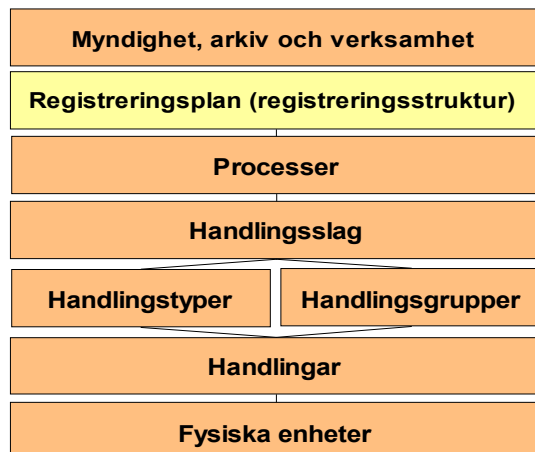 Myndighet, arkiv och verksamhet
Registreringsplan (registreringsstruktur)
Processer
Handlingsslag
Handlingstyper
Handlingsgrupper
Handlingar
Fysiska enheter